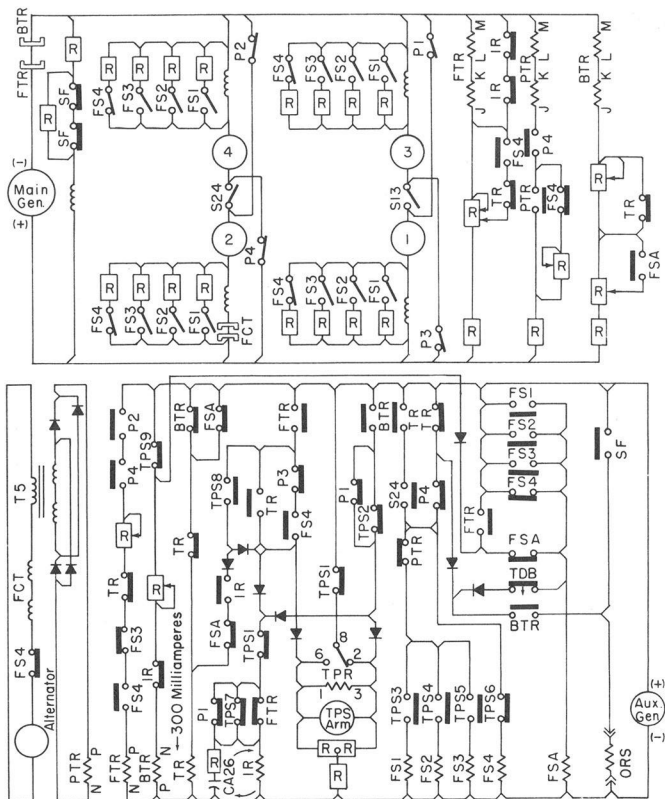 BTR
FTR
(-)
Main
Gen.
(+)
R
SF
SF
R
FS4
FS3
FS2
FS1
R
R
R
R
P2
4
S24
2
P4
R
R
R
R
FS4
FS3
FS2
FS1
FCT
FS4
FS3
FS2
FS1
R
R
R
R
P1
3
S13
1
P3
R
R
R
R
FS4
FS3
FS2
FS1
M
L
K
J
FTR
IR
IR
FS4
TR
R
R
M
L
K
J
PTR
P4
PTR
FS4
R
R
M
L
K
J
BTR
R
TR
FSA
R
R
T5
FCT
FS4
Alternator
PTR
P
N
P2
P4
R
TR
FS3
FS4
FTR
P
N
TPS9
R
IR
BTR
N
P
300 Milliamperes
BTR
TR
TR
FSA
TPS8
TR
IR
FSA
TPS1
P1
TPS7
FTR
R
H
CA26
IR
FTR
P3
FS4
TPS1
P1
TPS2
BTR
6
8
2
TPR
1
3
TPS
Arm
R
R
R
TR
TR
S24
P4
PTR
TPS3
TPS4
TPS5
TPS6
FS1
FS2
FS3
FS4
FS1
FS2
FS3
FS4
FTR
FSA
TDB
BTR
FSA
SF
ORS
(+)
Aux.
Gen.
(-)